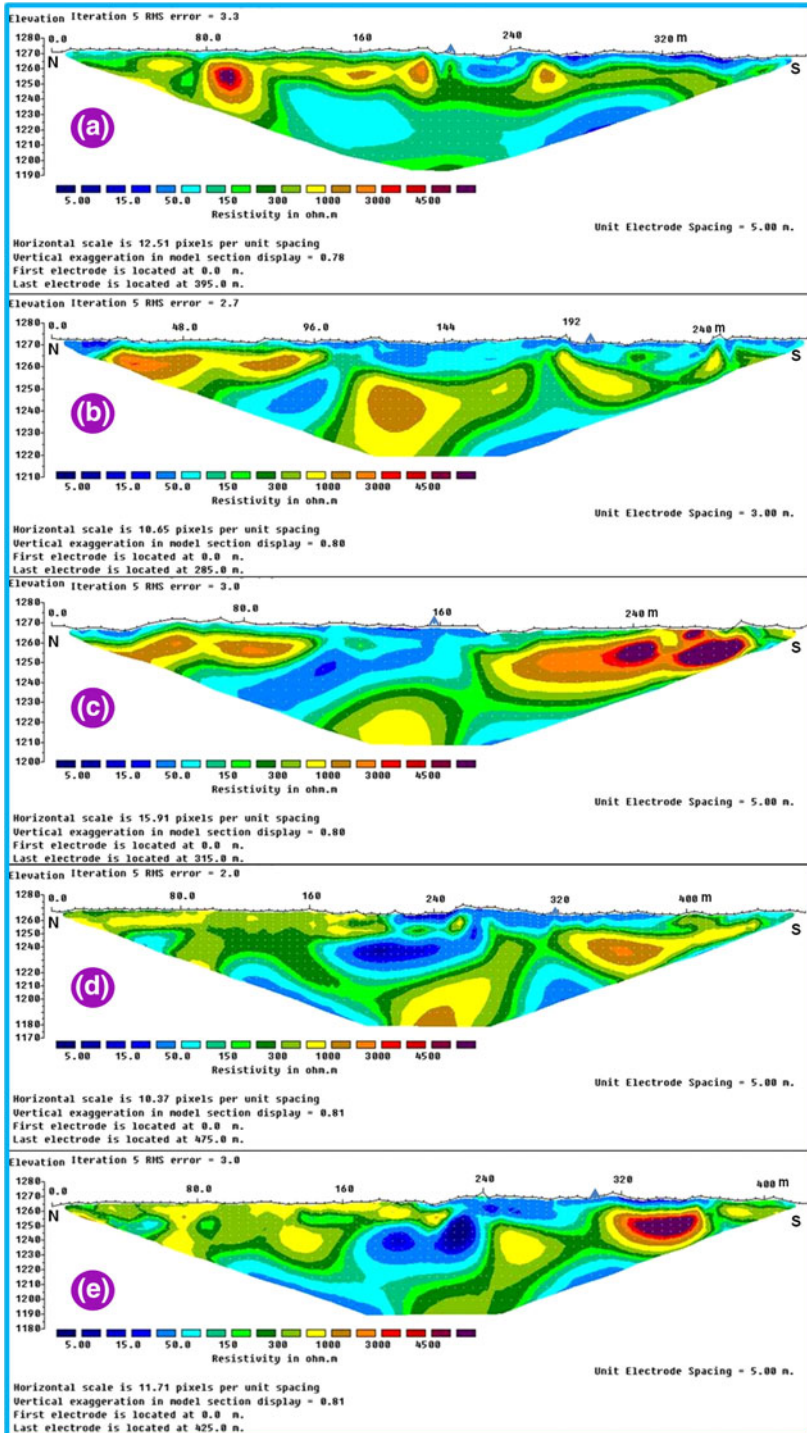 Elevation Iteration 5 RMS error = 3.3
0.0 80.0 240 m 320 m
1280
1270
1260
1250
1240
1230
1220
1210
1200
1190
N S
(a)
5.00 15.0 50.0 150 300 1000 3000 4500
Resistivity in ohm.m
Unit Electrode Spacing = 5.00 m.
Horizontal scale is 12.51 pixels per unit spacing
Vertical exaggeration in model section display = 0.78
First electrode is located at 0.0 m.
Last electrode is located at 395.0 m.
Elevation Iteration 5 RMS error = 2.7
0.0 48.0 96.0 144 192 240 m
1280
1270
1260
1250
1240
1230
1220
1210
N S
(b)
5.00 15.0 50.0 150 300 1000 3000 4500
Resistivity in ohm.m
Unit Electrode Spacing = 3.00 m.
Horizontal scale is 10.65 pixels per unit spacing
Vertical exaggeration in model section display = 0.80
First electrode is located at 0.0 m.
Last electrode is located at 285.0 m.
Elevation Iteration 5 RMS error = 3.0
0.0 80.0 160 240 m
1280
1270
1260
1250
1240
1230
1220
1210
1200
N S
(c)
5.00 15.0 50.0 150 300 1000 3000 4500
Resistivity in ohm.m
Unit Electrode Spacing = 5.00 m.
Horizontal scale is 15.91 pixels per unit spacing
Vertical exaggeration in model section display = 0.80
First electrode is located at 0.0 m.
Last electrode is located at 315.0 m.
Elevation Iteration 5 RMS error = 2.0
0.0 80.0 160 240 320 400 m
1280
1260
1250
1240
1220
1210
1200
1180
1170
N S
(d)
5.00 15.0 50.0 150 300 1000 3000 4500
Resistivity in ohm.m
Unit Electrode Spacing = 5.00 m.
Horizontal scale is 10.37 pixels per unit spacing
Vertical exaggeration in model section display = 0.81
First electrode is located at 0.0 m.
Last electrode is located at 475.0 m.
Elevation Iteration 5 RMS error = 3.0
0.0 80.0 160 240 320 400 m
1280
1270
1260
1250
1240
1230
1220
1210
1200
1190
1180
N S
(e)
5.00 15.0 50.0 150 300 1000 3000 4500
Resistivity in ohm.m
Unit Electrode Spacing = 5.00 m.
Horizontal scale is 11.71 pixels per unit spacing
Vertical exaggeration in model section display = 0.81
First electrode is located at 0.0 m.
Last electrode is located at 425.0 m.